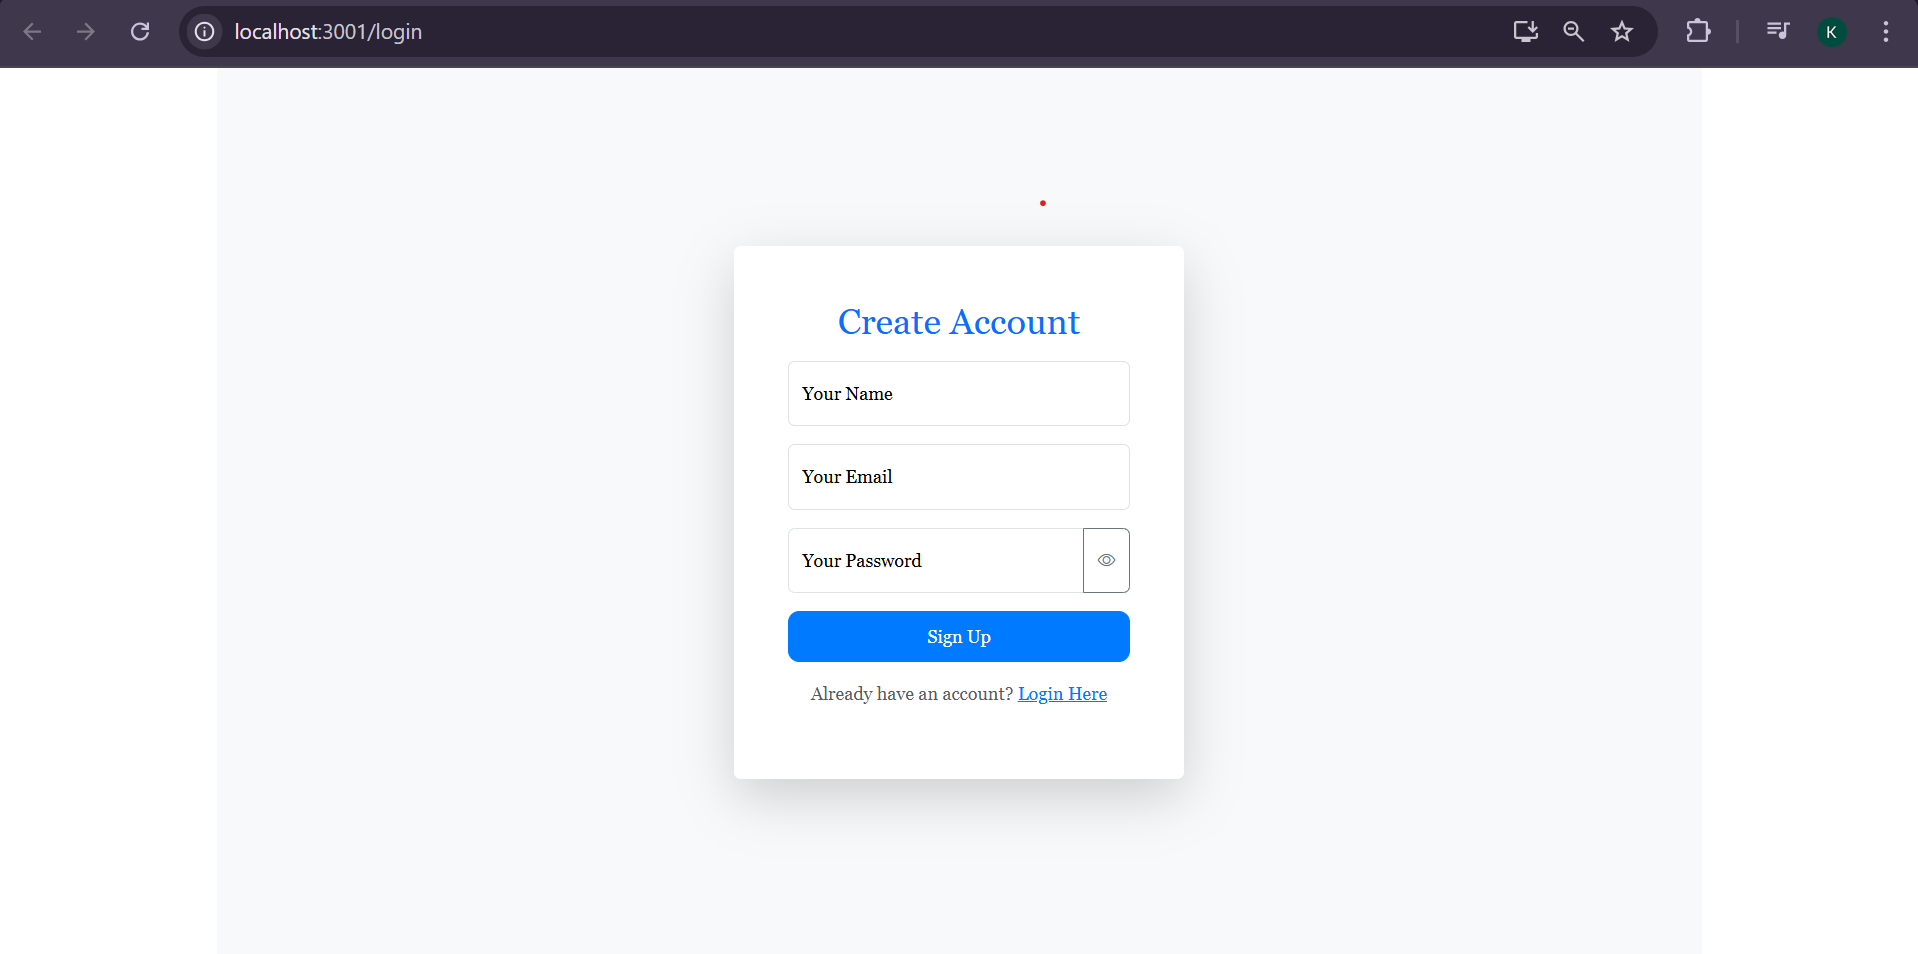 localhost:3001/login
K
Create Account
Your Name
Your Email
Your Password
Sign Up
Already have an account? Login Here